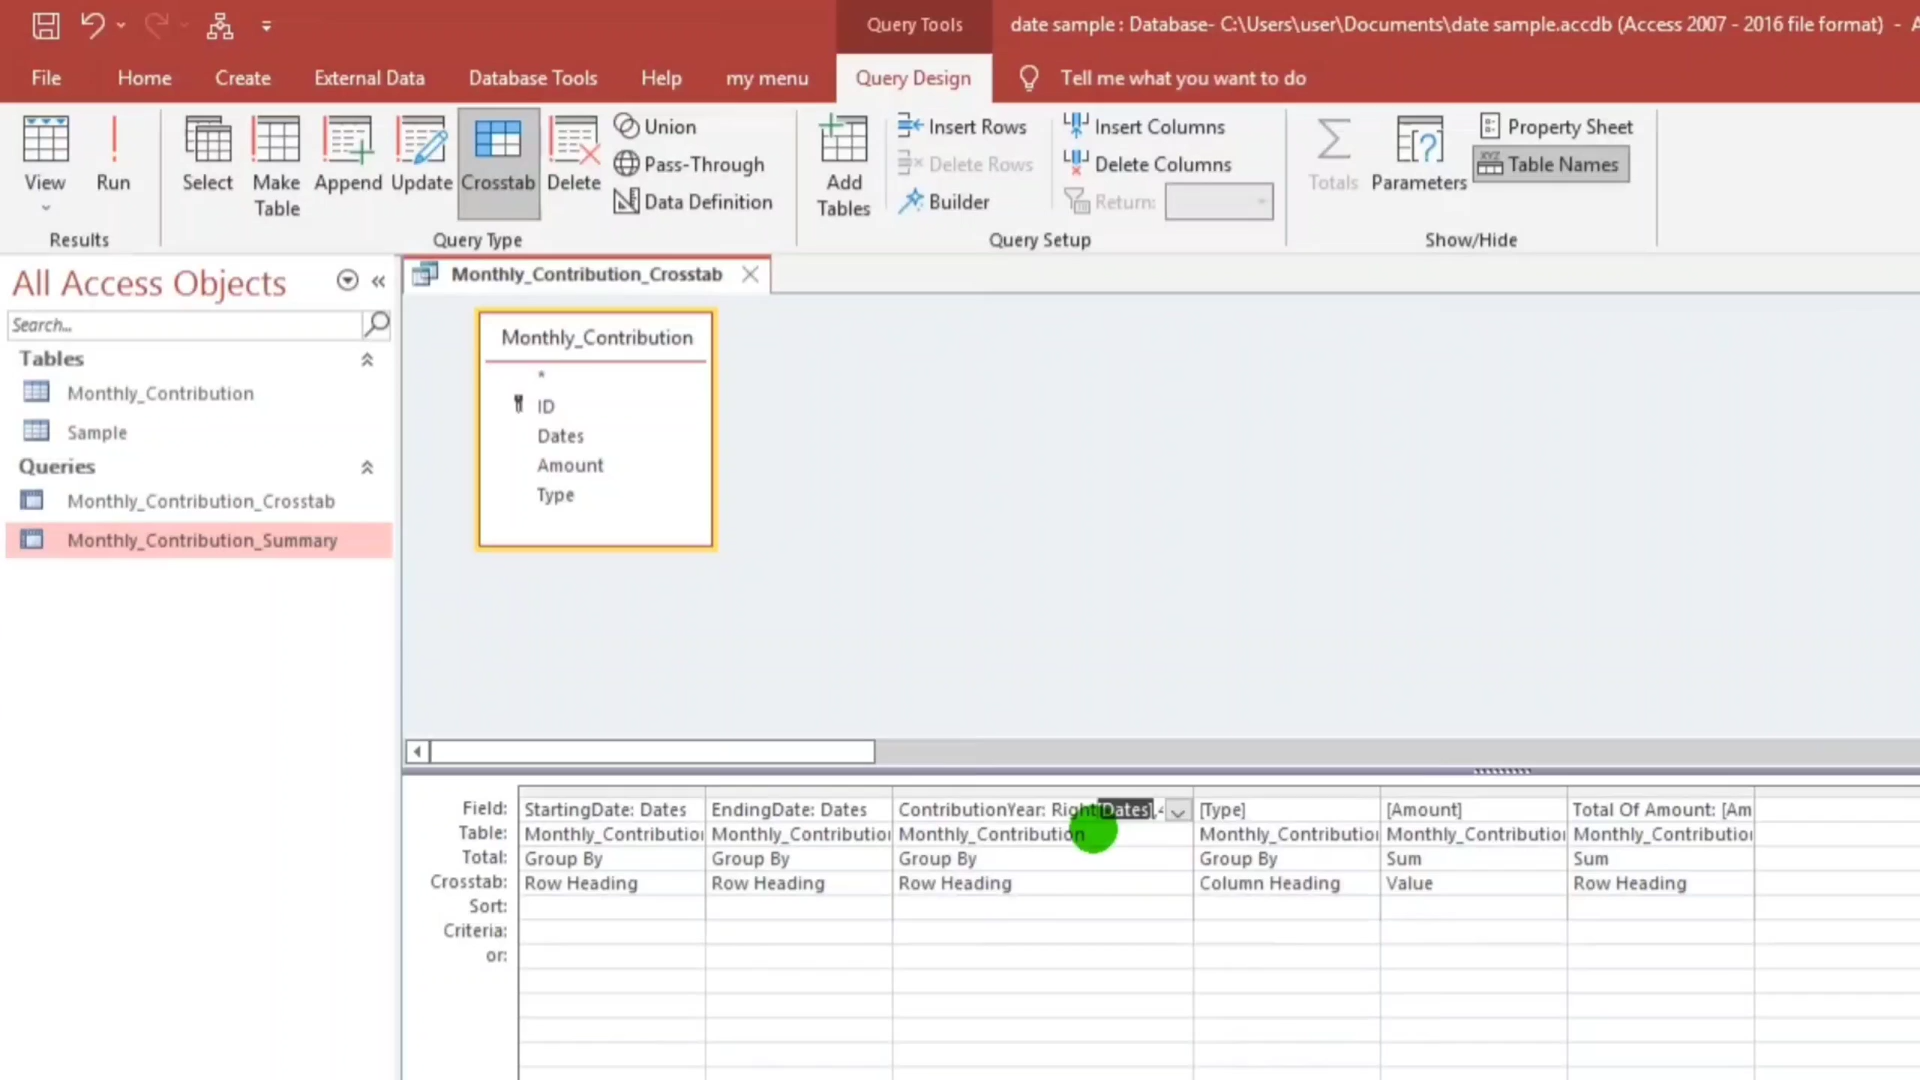 Query Tools
date sample : Database- C:\Users\user\Documents\date sample.accdb (Access 2007 - 2016 file format) - A
File Home Create External Data Database Tools Help my menu Query Design Tell me what you want to do
View
Run
Results
Select
Make
Table
Append
Update
Crosstab
Delete
Union
Pass-Through
Data Definition
Query Type
Add
Tables
Insert Rows
Delete Rows
Builder
Insert Columns
Delete Columns
Return:
Query Setup
Totals
Parameters
Property Sheet
XYZ Table Names
Show/Hide
All Access Objects
Search...
Tables
Monthly_Contribution
Sample
Queries
Monthly_Contribution_Crosstab
Monthly_Contribution_Summary
Monthly_Contribution_Crosstab
Monthly_Contribution
*
ID
Dates
Amount
Type
Field: StartingDate: Dates EndingDate: Dates ContributionYear: Right [Dates], [Type] [Amount] Total Of Amount: [Am
Table: Monthly_Contributio Monthly_Contributio Monthly_Contribution Monthly_Contributio Monthly_Contributio Monthly_Contributio
Total: Group By Group By Group By Group By Sum Sum
Crosstab: Row Heading Row Heading Row Heading Column Heading Value Row Heading
Sort:
Criteria:
or: